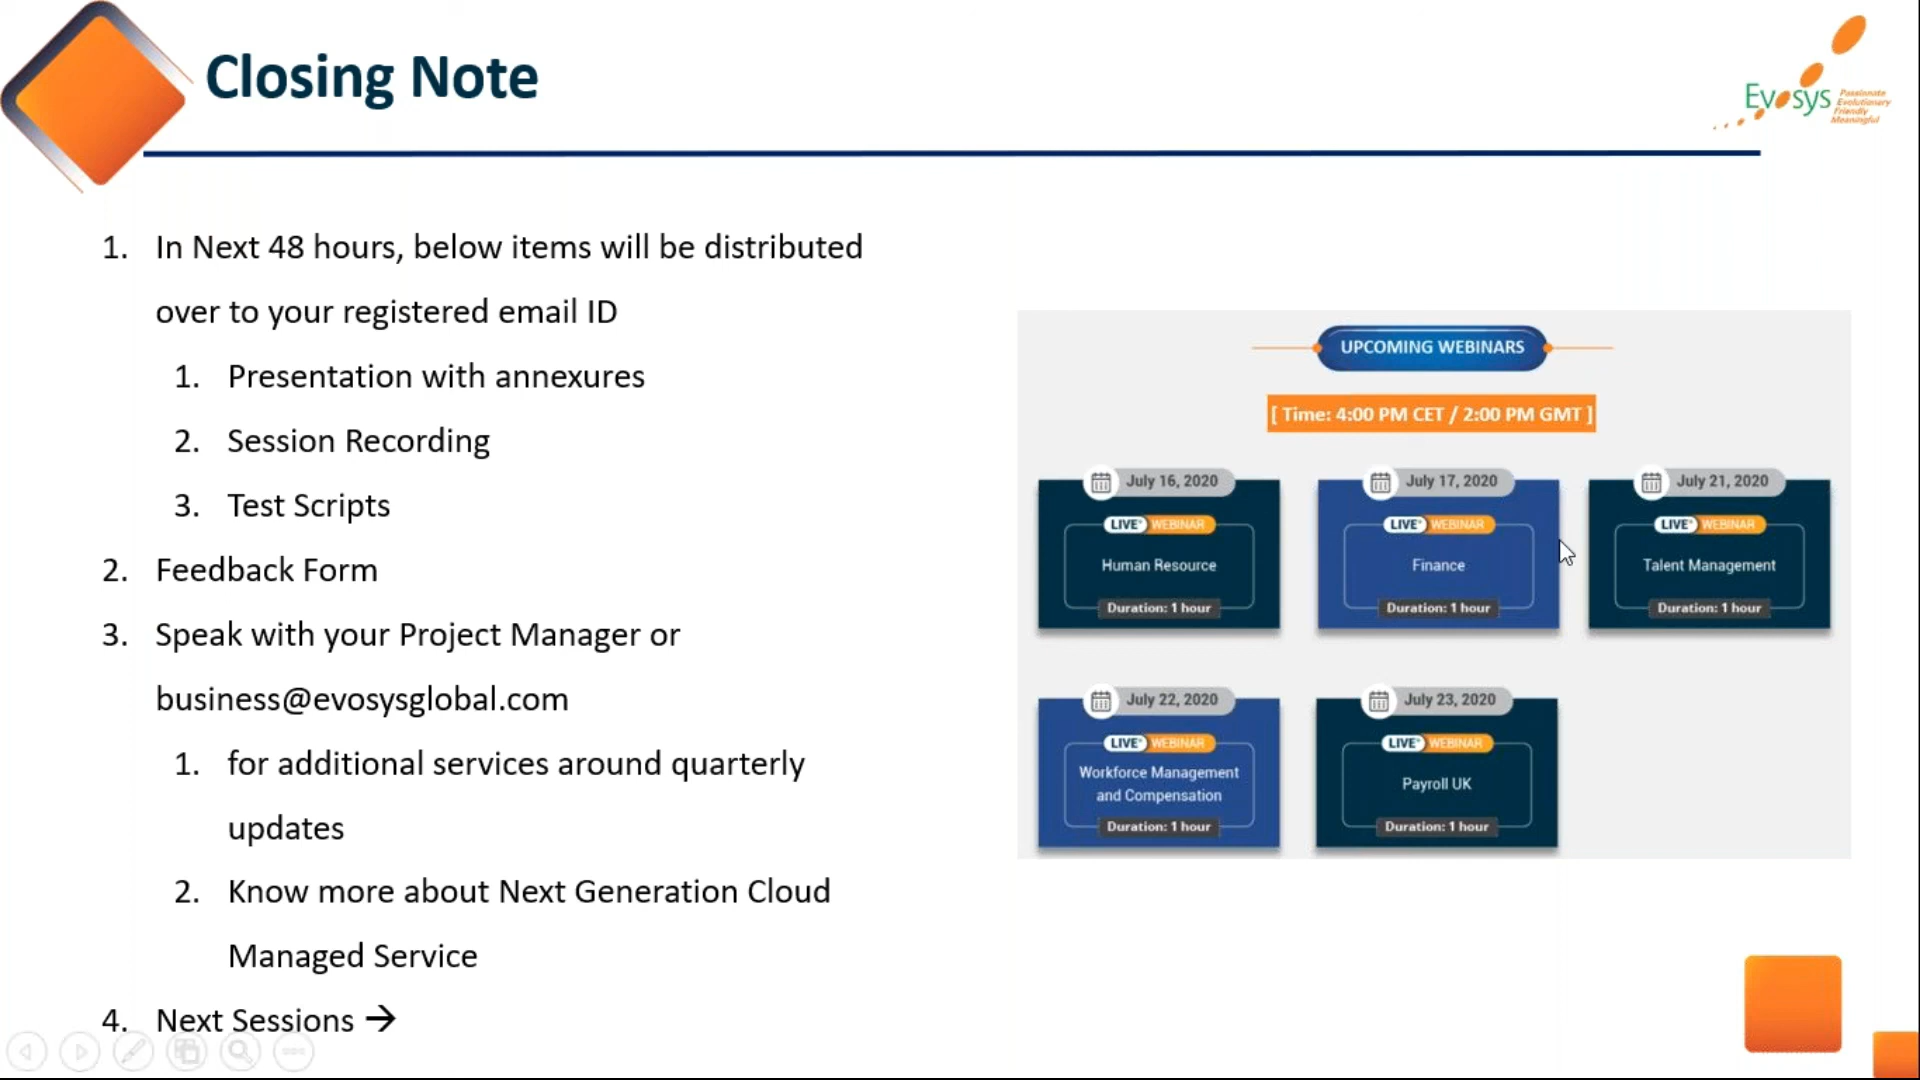 Closing Note
Evosys
Passionate
Evolutionary
Friendly
Meaningful
1. In Next 48 hours, below items will be distributed
over to your registered email ID
1. Presentation with annexures
2. Session Recording
3. Test Scripts
2. Feedback Form
3. Speak with your Project Manager or
business@evosysglobal.com
1. for additional services around quarterly
updates
2. Know more about Next Generation Cloud
Managed Service
4. Next Sessions →
UPCOMING WEBINARS
[ Time: 4:00 PM CET / 2:00 PM GMT ]
July 16, 2020
LIVE WEBINAR
Human Resource
Duration: 1 hour
July 17, 2020
LIVE WEBINAR
Finance
Duration: 1 hour
July 21, 2020
LIVE WEBINAR
Talent Management
Duration: 1 hour
July 22, 2020
LIVE WEBINAR
Workforce Management
and Compensation
Duration: 1 hour
July 23, 2020
LIVE WEBINAR
Payroll UK
Duration: 1 hour